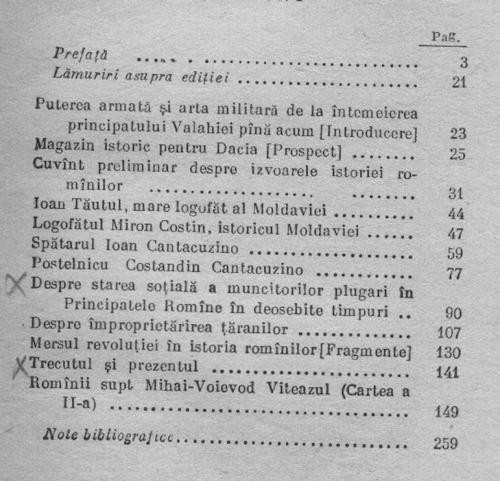 Pag.
Prefață ..... . ........................... 3
Lămuriri asupra ediției .................... 21
Puterea armată și arta militară de la întemeierea
principatului Valahiei pînă acum [Introducere] 23
Magazin istoric pentru Dacia [Prospect] ........ 25
Cuvînt preliminar despre izvoarele istoriei ro-
mînilor .................. ......... 31
Ioan Tăutul, mare logofăt al Moldaviei .......... 44
Logofătul Miron Costin, istoricul Moldaviei ...... 47
Spătarul Ioan Cantacuzino .................... 59
Postelnicu Costandin Cantacuzino ............ 77
Despre starea soțială a muncitorilor plugari în
Principatele Romîne în deosebite timpuri .. 90
Despre împroprietărirea țăranilor .............. 107
Mersul revoluției în istoria romînilor [Fragmente] 130
Trecutul și prezentul ........................ 141
Romînii supt Mihai-Voievod Viteazul (Cartea a
II-a) .................................... 149
Note bibliografice ............................ 259